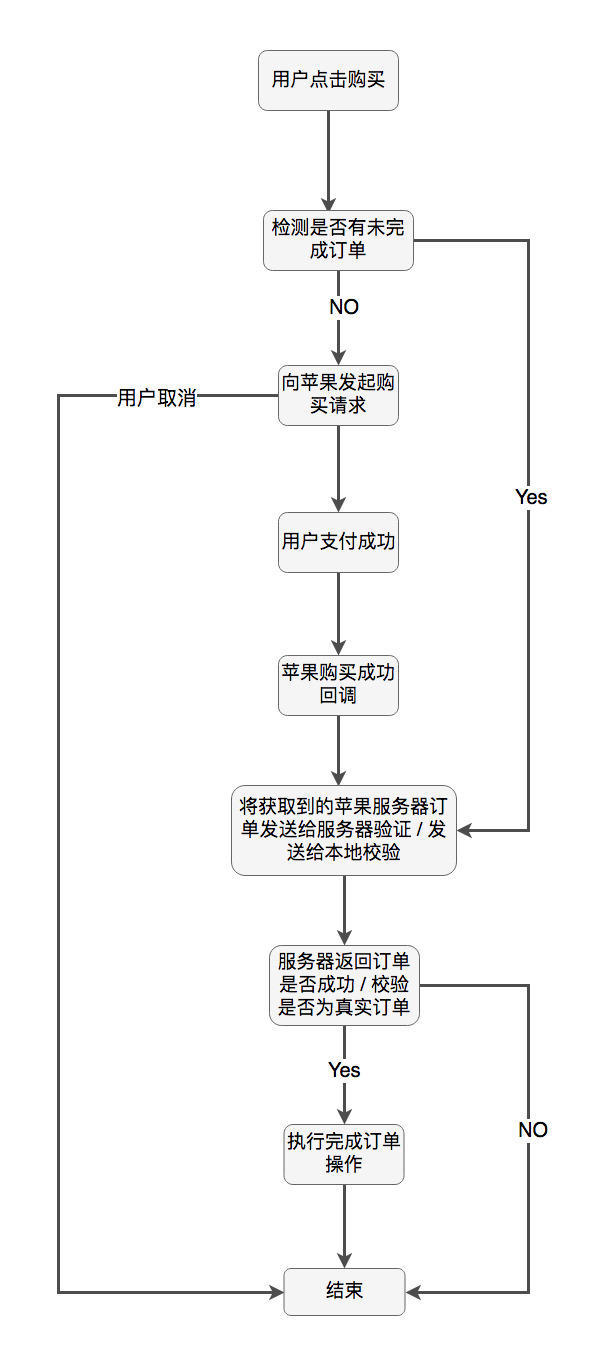 用户点击购买
检测是否有未完
成订单
NO
向苹果发起购
买请求
用户取消
Yes
用户支付成功
苹果购买成功
回调
将获取到的苹果服务器订
单发送给服务器验证 / 发
送给本地校验
服务器返回订单
是否成功 / 校验
是否为真实订单
Yes
NO
执行完成订单
操作
结束